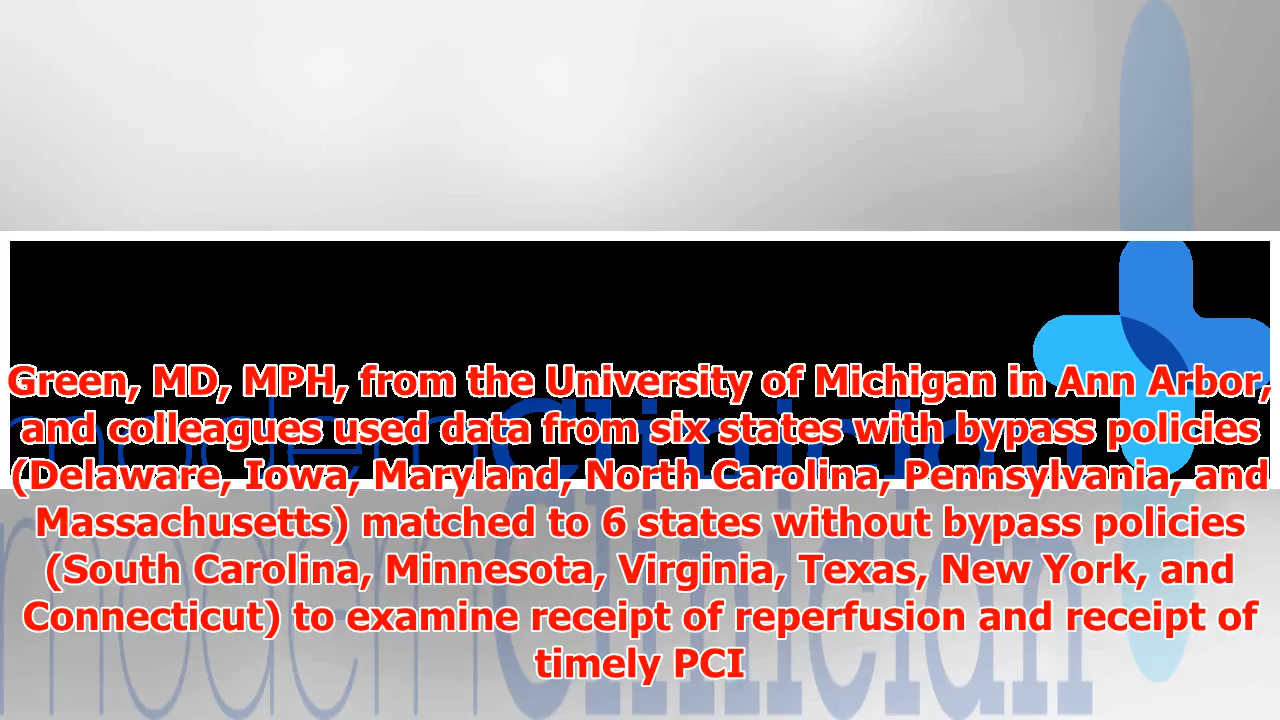 Green, MD, MPH, from the University of Michigan in Ann Arbor,
and colleagues used data from six states with bypass policies
(Delaware, Iowa, Maryland, North Carolina, Pennsylvania, and
Massachusetts) matched to 6 states without bypass policies
(South Carolina, Minnesota, Virginia, Texas, New York, and
Connecticut) to examine receipt of reperfusion and receipt of
timely PCI
modernclinician
modernclinician